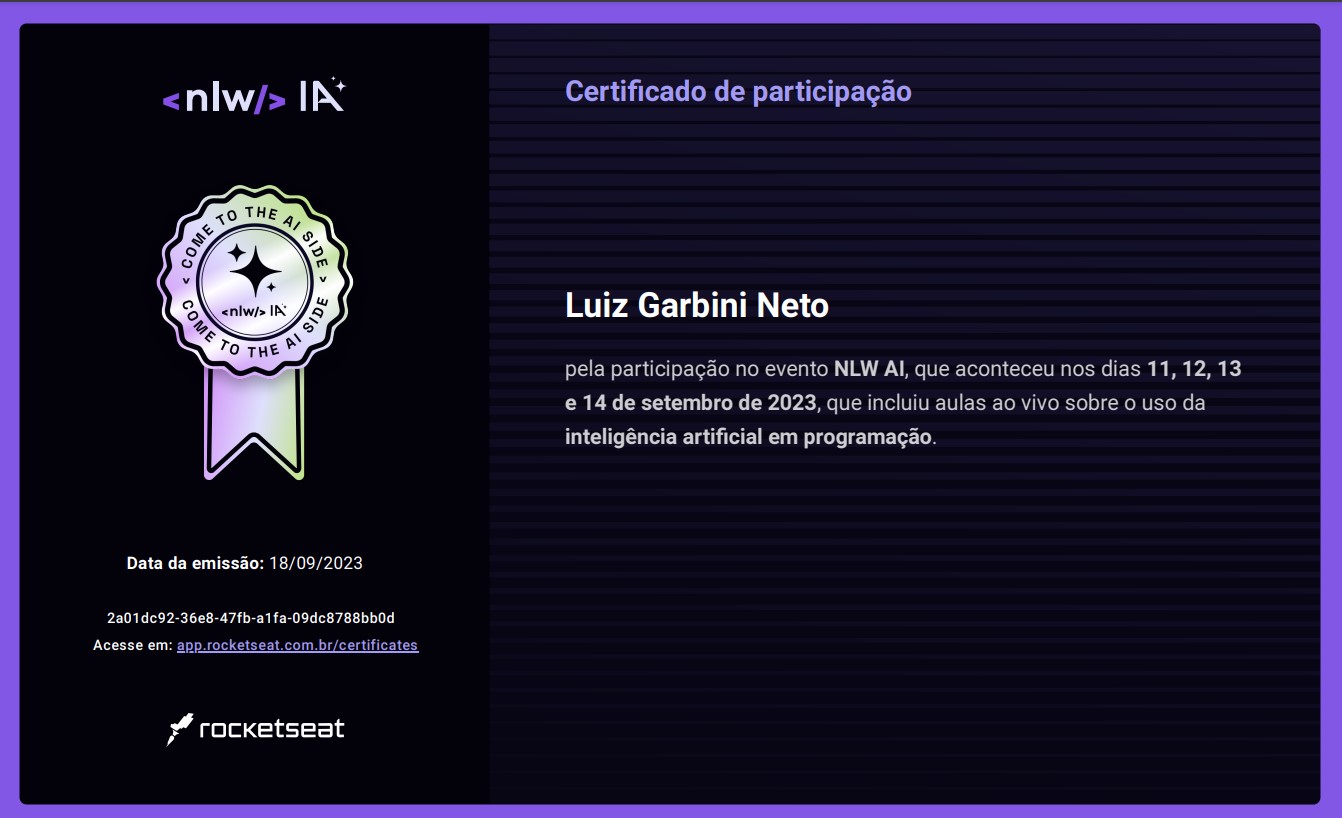 <nlw/> IA
COME TO THE AI SIDE
<nlw/> IA
COME TO THE AI SIDE
Data da emissão: 18/09/2023
2a01dc92-36e8-47fb-a1fa-09dc8788bb0d
Acesse em: app.rocketseat.com.br/certificates
rocketseat
Certificado de participação
Luiz Garbini Neto
pela participação no evento NLW AI, que aconteceu nos dias 11, 12, 13
e 14 de setembro de 2023, que incluiu aulas ao vivo sobre o uso da
inteligência artificial em programação.